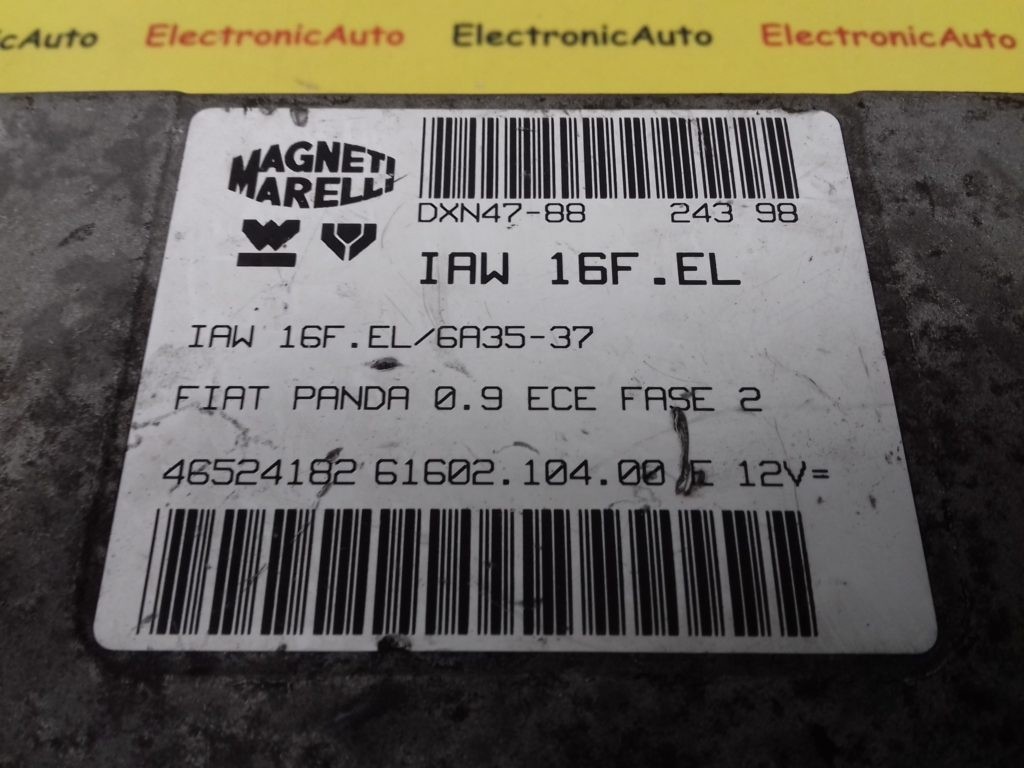 cAuto ElectronicAuto ElectronicAuto ElectronicAuto
MAGNETI
MARELLI
DXN47-88 243 98
IAW 16F.EL
IAW 16F.EL/6A35-37
FIAT PANDA 0.9 ECE FASE 2
46524182 61602.104.00 E 12V=